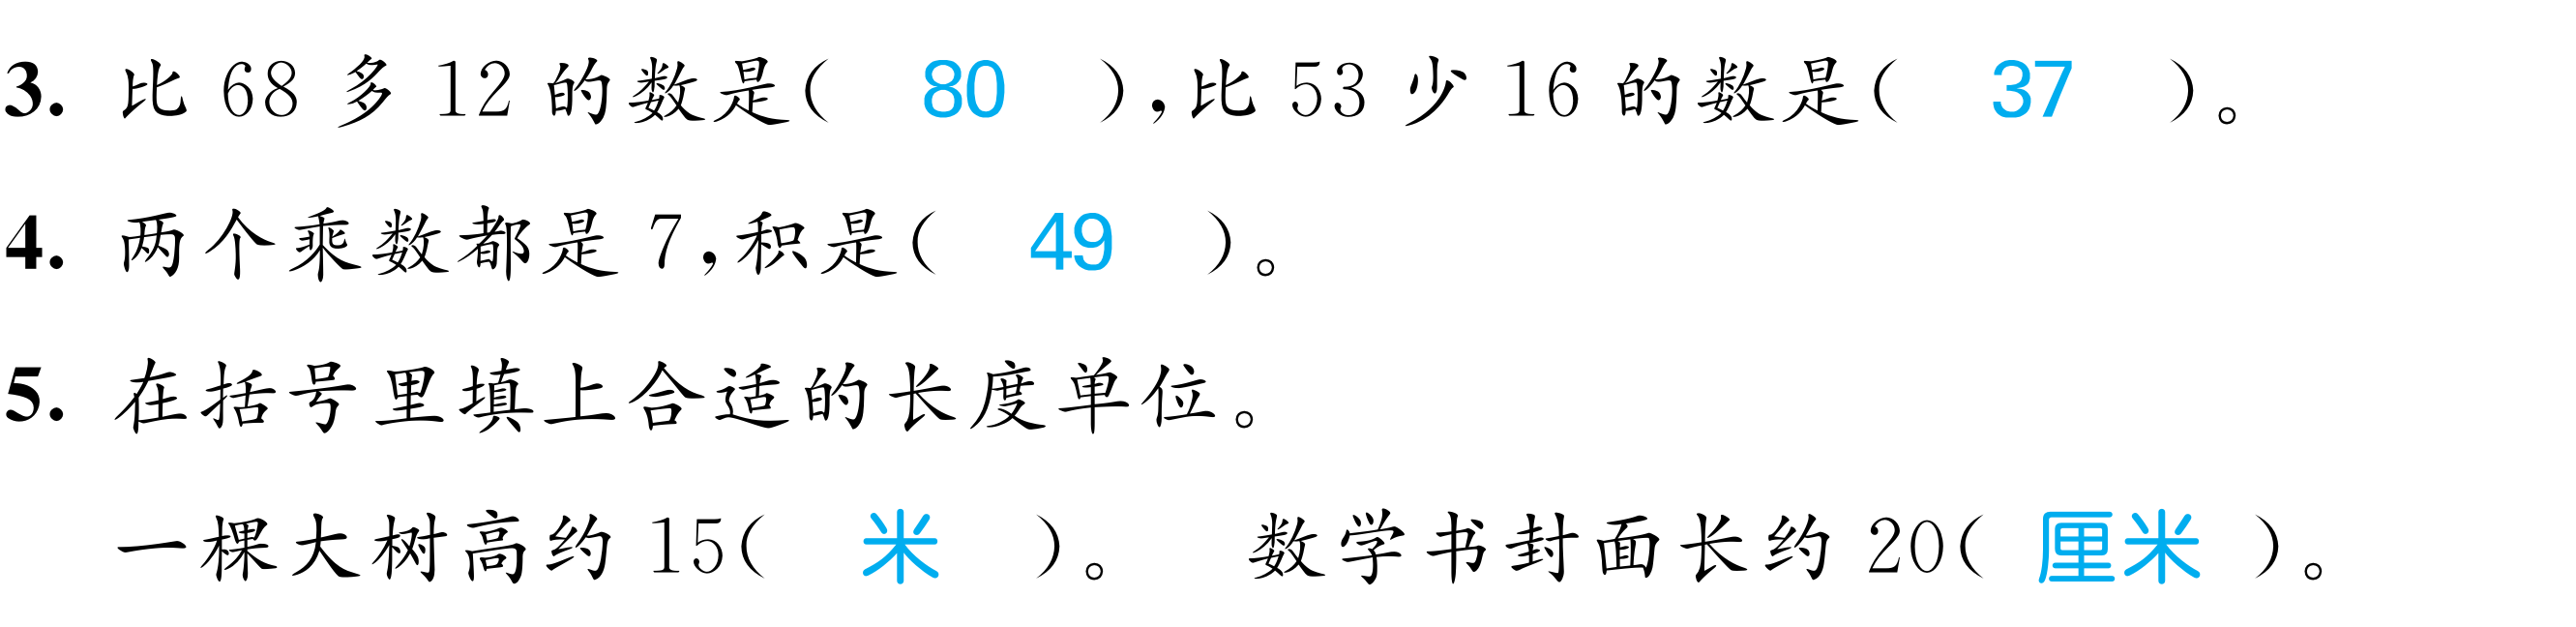 3. 比 68 多 12 的数是( 80 ),比 53 少 16 的数是( 37 )。
4. 两个乘数都是 7,积是( 49 )。
5. 在括号里填上合适的长度单位。
一棵大树高约 15( 米 )。 数学书封面长约 20( 厘米 )。